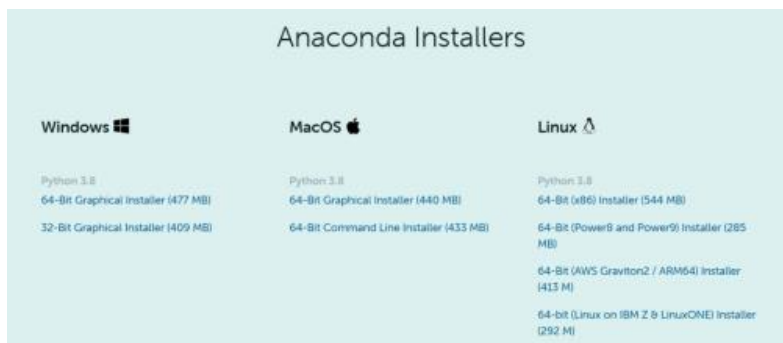 Anaconda Installers
Windows
Python 3.8
64-Bit Graphical Installer (477 MB)
32-Bit Graphical Installer (409 MB)
MacOS
Python 3.8
64-Bit Graphical Installer (440 MB)
64-Bit Command Line Installer (433 MB)
Linux
Python 3.8
64-Bit (x86) Installer (544 MB)
64-Bit (Power8 and Power9) Installer (285
MB)
64-Bit (AWS Graviton2 / ARM64) Installer
(413 M)
64-bit (Linux on IBM Z & LinuxONE) Installer
(292 M)